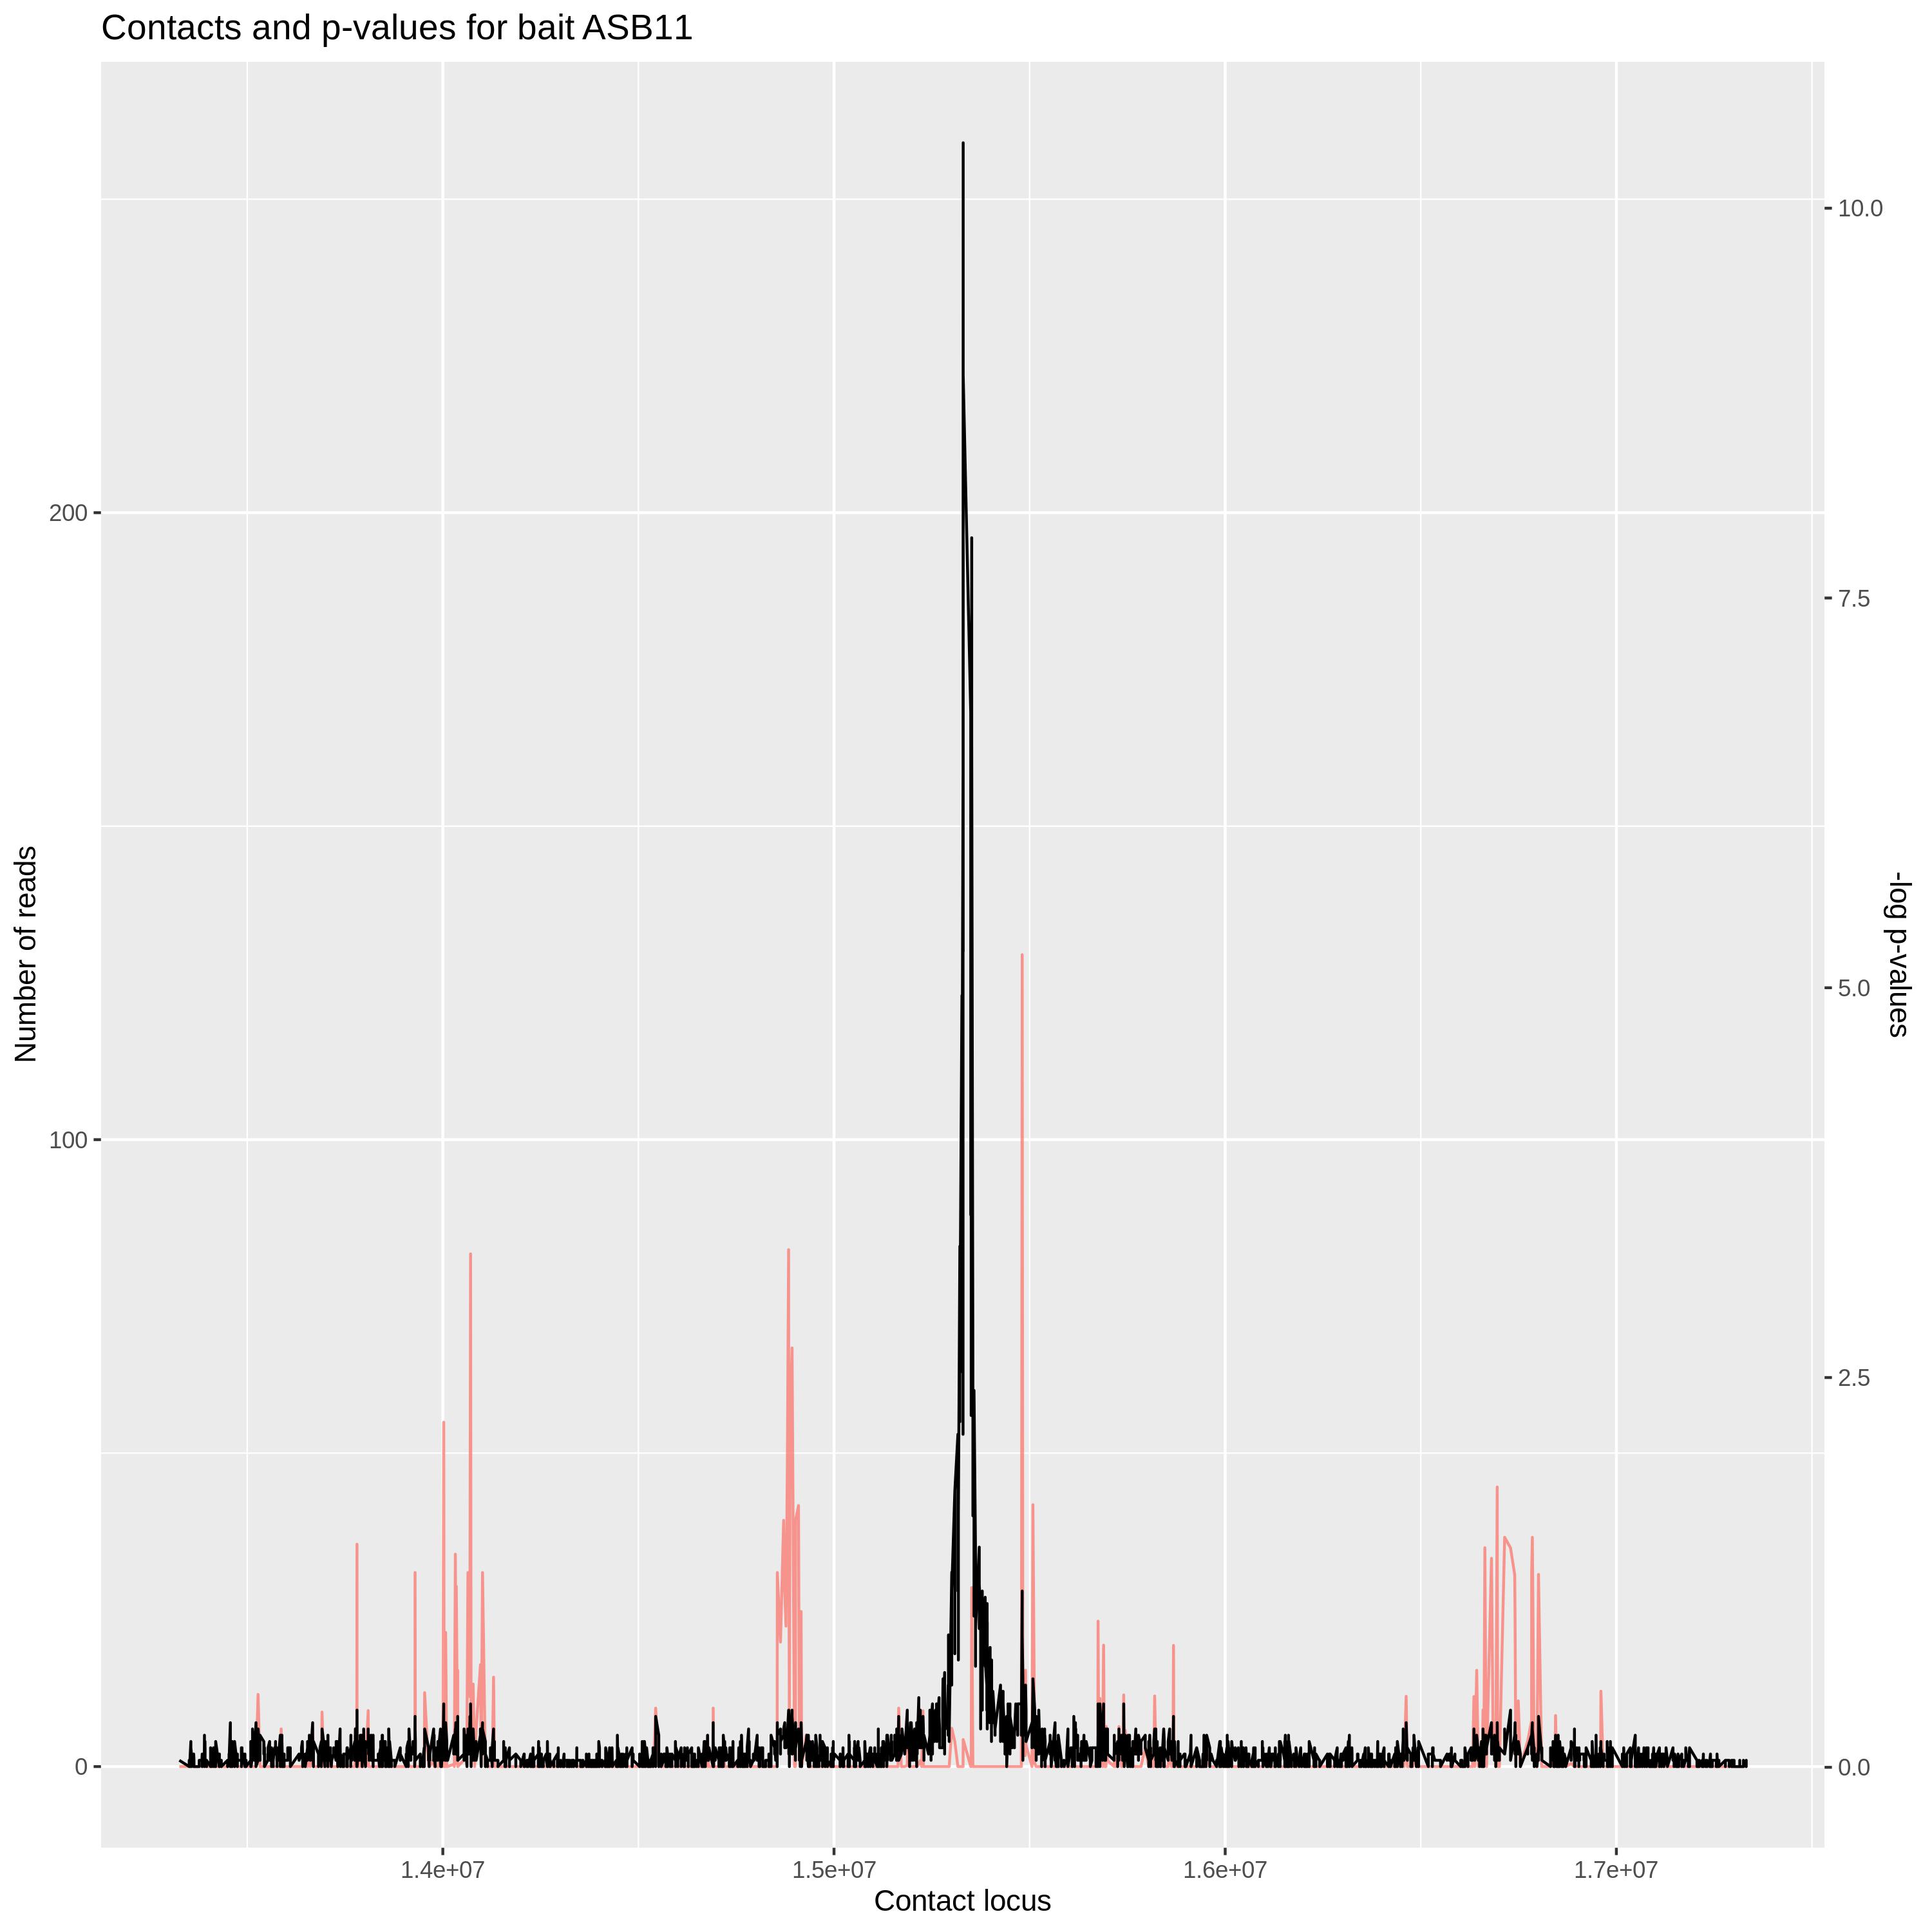 Contacts and p-values for bait ASB11
Number of reads
200
100
0
10.0
7.5
5.0
2.5
0.0
-log p-values
1.4e+07 1.5e+07 1.6e+07 1.7e+07
Contact locus